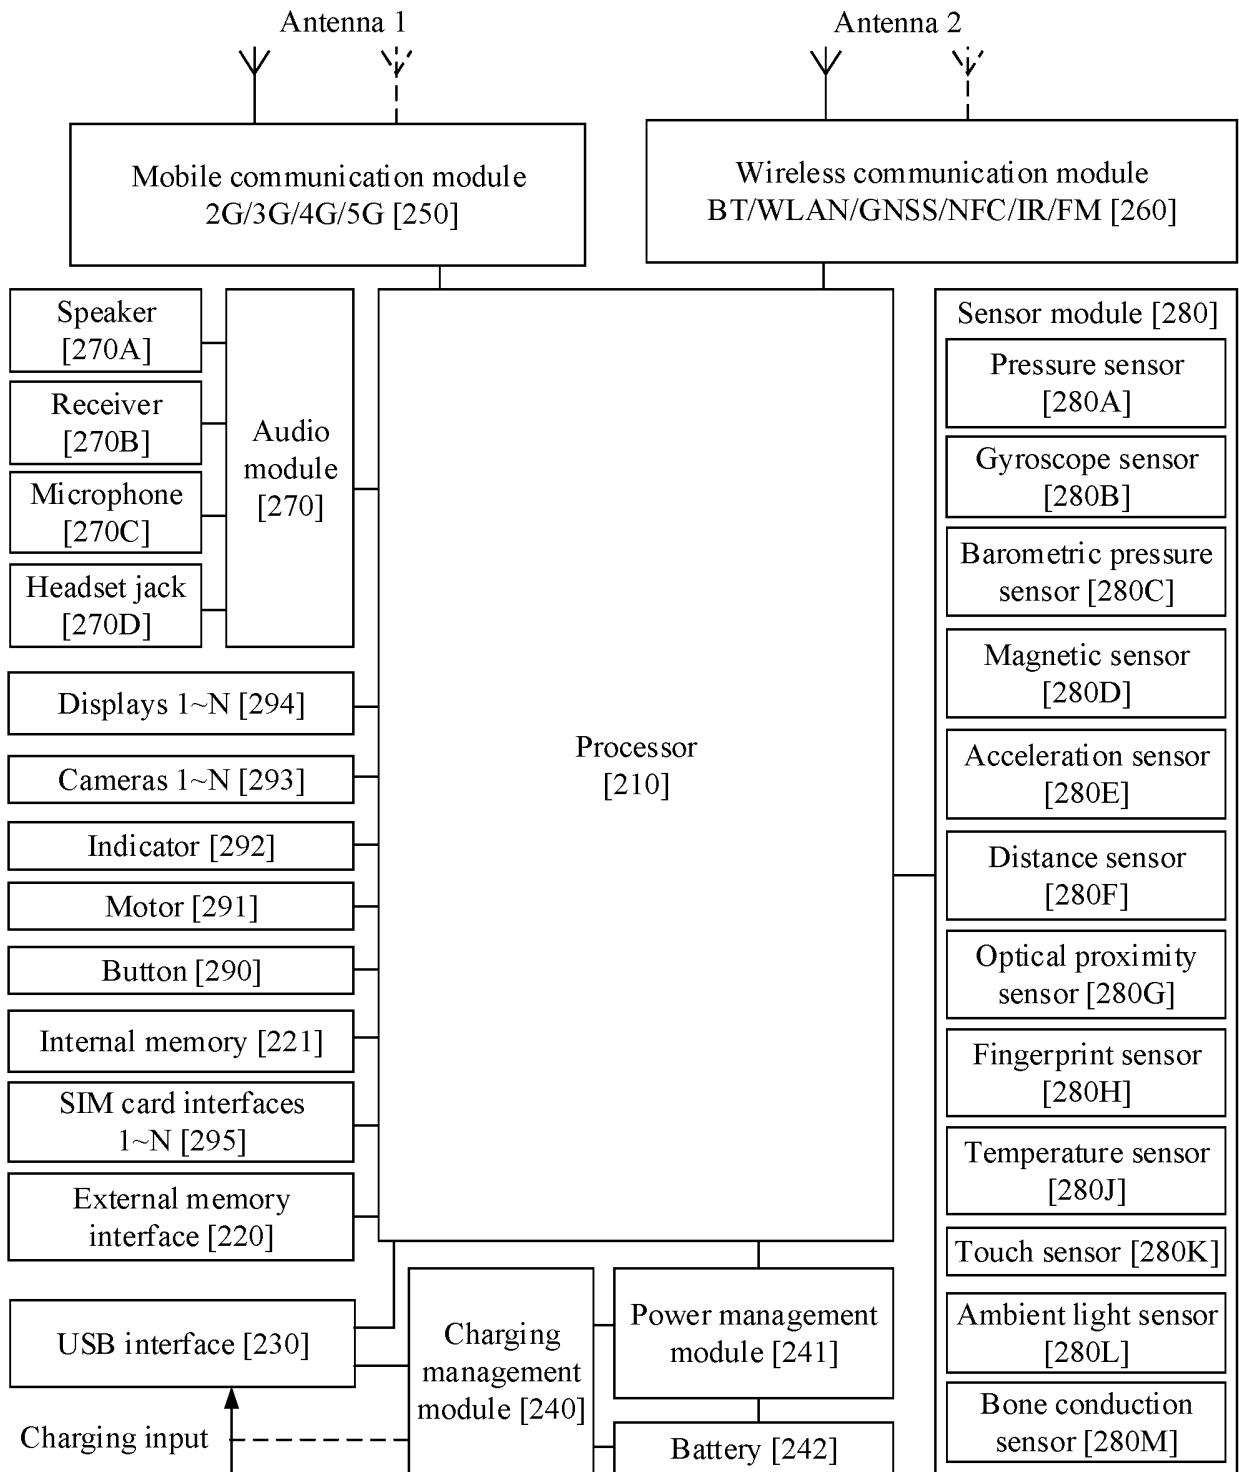 Antenna 1
Antenna 2
Mobile communication module
2G/3G/4G/5G [250]
Wireless communication module
BT/WLAN/GNSS/NFC/IR/FM [260]
Speaker
[270A]
Receiver
[270B]
Microphone
[270C]
Headset jack
[270D]
Audio
module
[270]
Displays 1~N [294]
Cameras 1~N [293]
Indicator [292]
Motor [291]
Button [290]
Internal memory [221]
SIM card interfaces
1~N [295]
External memory
interface [220]
USB interface [230]
Charging input
Processor
[210]
Charging
management
module [240]
Power management
module [241]
Battery [242]
Sensor module [280]
Pressure sensor
[280A]
Gyroscope sensor
[280B]
Barometric pressure
sensor [280C]
Magnetic sensor
[280D]
Acceleration sensor
[280E]
Distance sensor
[280F]
Optical proximity
sensor [280G]
Fingerprint sensor
[280H]
Temperature sensor
[280J]
Touch sensor [280K]
Ambient light sensor
[280L]
Bone conduction
sensor [280M]